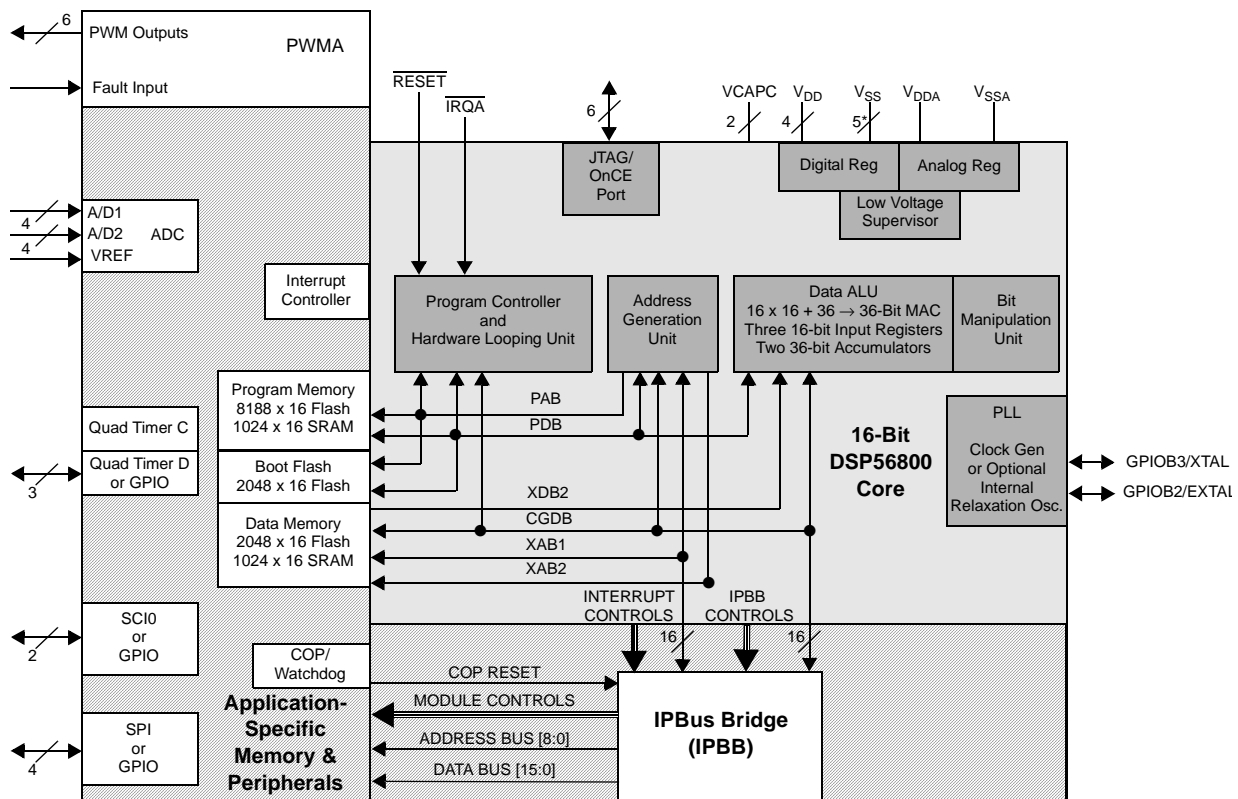 6
PWM Outputs
PWMA
Fault Input
RESET
IRQA
6
JTAG/
OnCE
Port
VCAPC
VDD
VSS
VDDA
VSSA
2
4
5*
Digital Reg
Analog Reg
Low Voltage
Supervisor
A/D1
4
A/D2
ADC
4
VREF
Interrupt
Controller
Program Controller
and
Hardware Looping Unit
Address
Generation
Unit
Data ALU
16 x 16 + 36 → 36-Bit MAC
Three 16-bit Input Registers
Two 36-bit Accumulators
Bit
Manipulation
Unit
Program Memory
8188 x 16 Flash
1024 x 16 SRAM
PAB
PDB
Quad Timer C
Quad Timer D
or GPIO
3
Boot Flash
2048 x 16 Flash
XDB2
CGDB
XAB1
XAB2
Data Memory
2048 x 16 Flash
1024 x 16 SRAM
16-Bit
DSP56800
Core
PLL
Clock Gen
or Optional
Internal
Relaxation Osc.
GPIOB3/XTAL
GPIOB2/EXTAL
INTERRUPT
CONTROLS
16
IPBB
CONTROLS
16
SCI0
or
GPIO
2
COP/
Watchdog
COP RESET
MODULE CONTROLS
ADDRESS BUS [8:0]
DATA BUS [15:0]
IPBus Bridge
(IPBB)
Application-
Specific
Memory &
Peripherals
SPI
or
GPIO
4